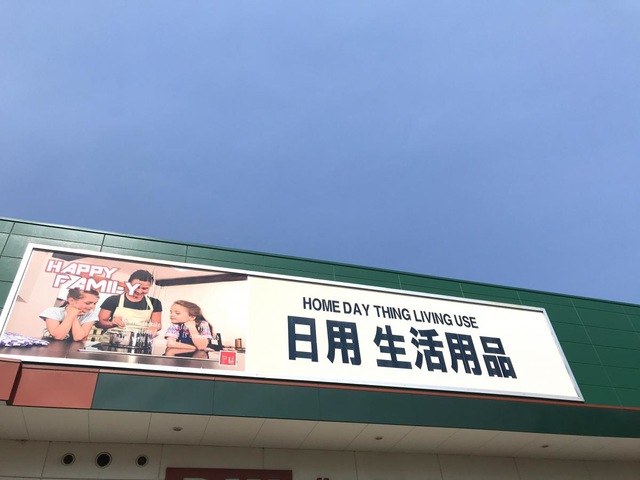 HAPPY
FAMILY
HOME DAY THING LIVING USE
日用 生活用品